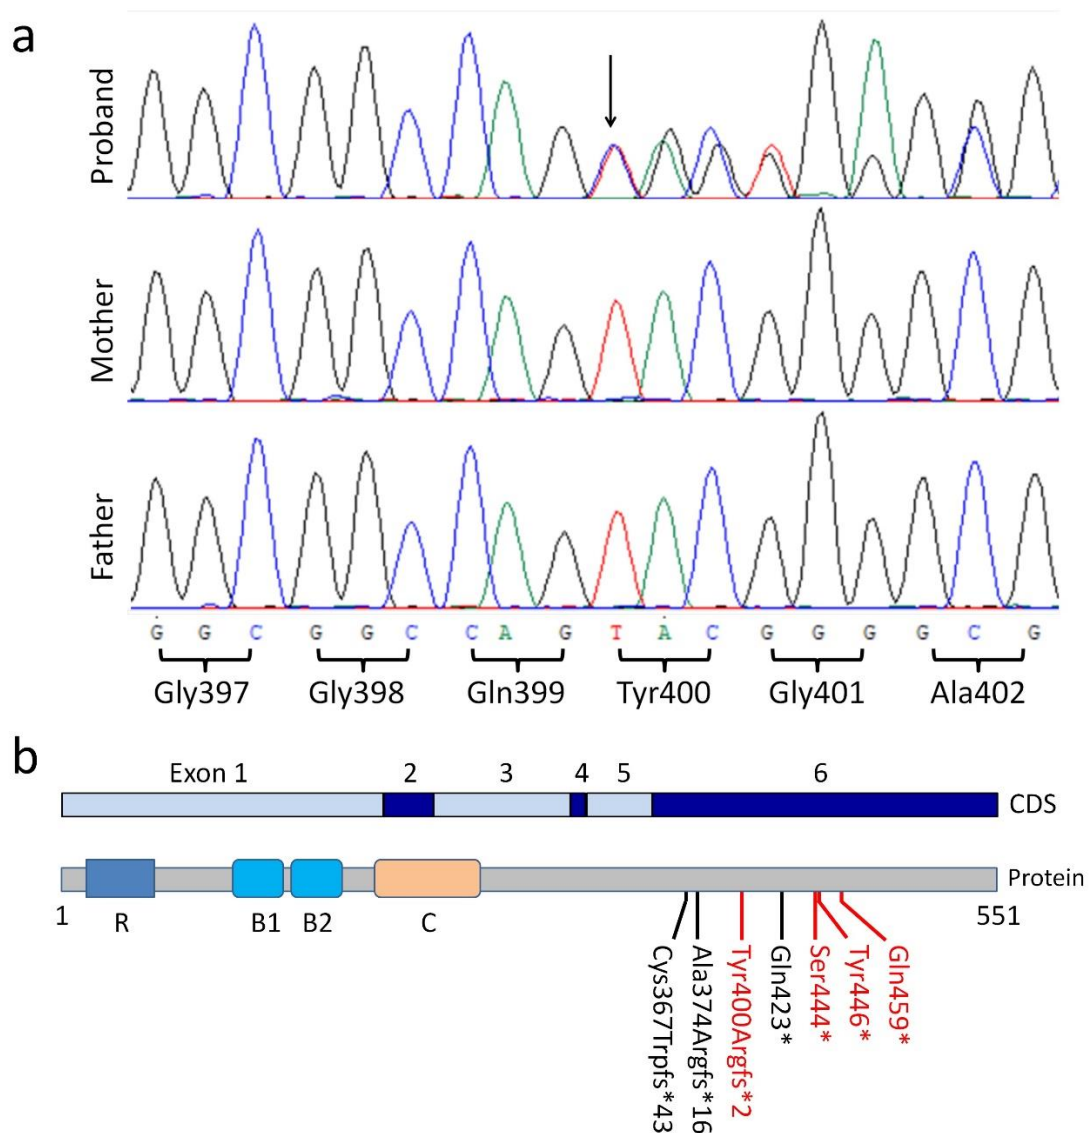 a
Proband
Mother
Father
G G C G G C C A G T A C G G G G C G
Gly397 Gly398 Gln399 Tyr400 Gly401 Ala402
b
Exon 1 2 3 4 5 6
CDS
Protein
1 R B1 B2 C 551
Cys367Trpfs*43
Ala374Argfs*16
Tyr400Argfs*2
Gln423*
Ser444*
Tyr446*
Gln459*